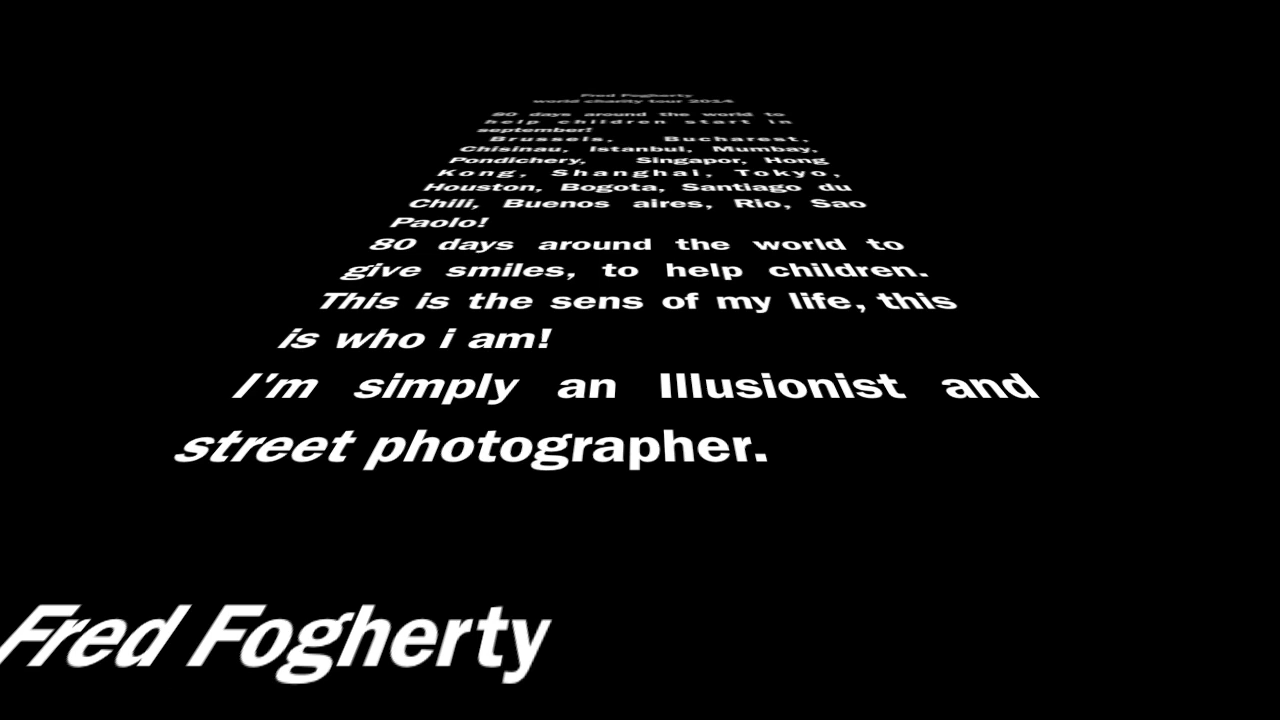 Fred Fogherty
world charity tour 2014
80 days around the world to
help children start in
september!
Brussels, Bucharest,
Chisinau, Istanbul, Mumbay,
Pondichery, Singapor, Hong
Kong, Shanghai, Tokyo,
Houston, Bogota, Santiago du
Chili, Buenos aires, Rio, Sao
Paolo!
80 days around the world to
give smiles, to help children.
This is the sens of my life, this
is who i am!
I'm simply an Illusionist and
street photographer.
Fred Fogherty